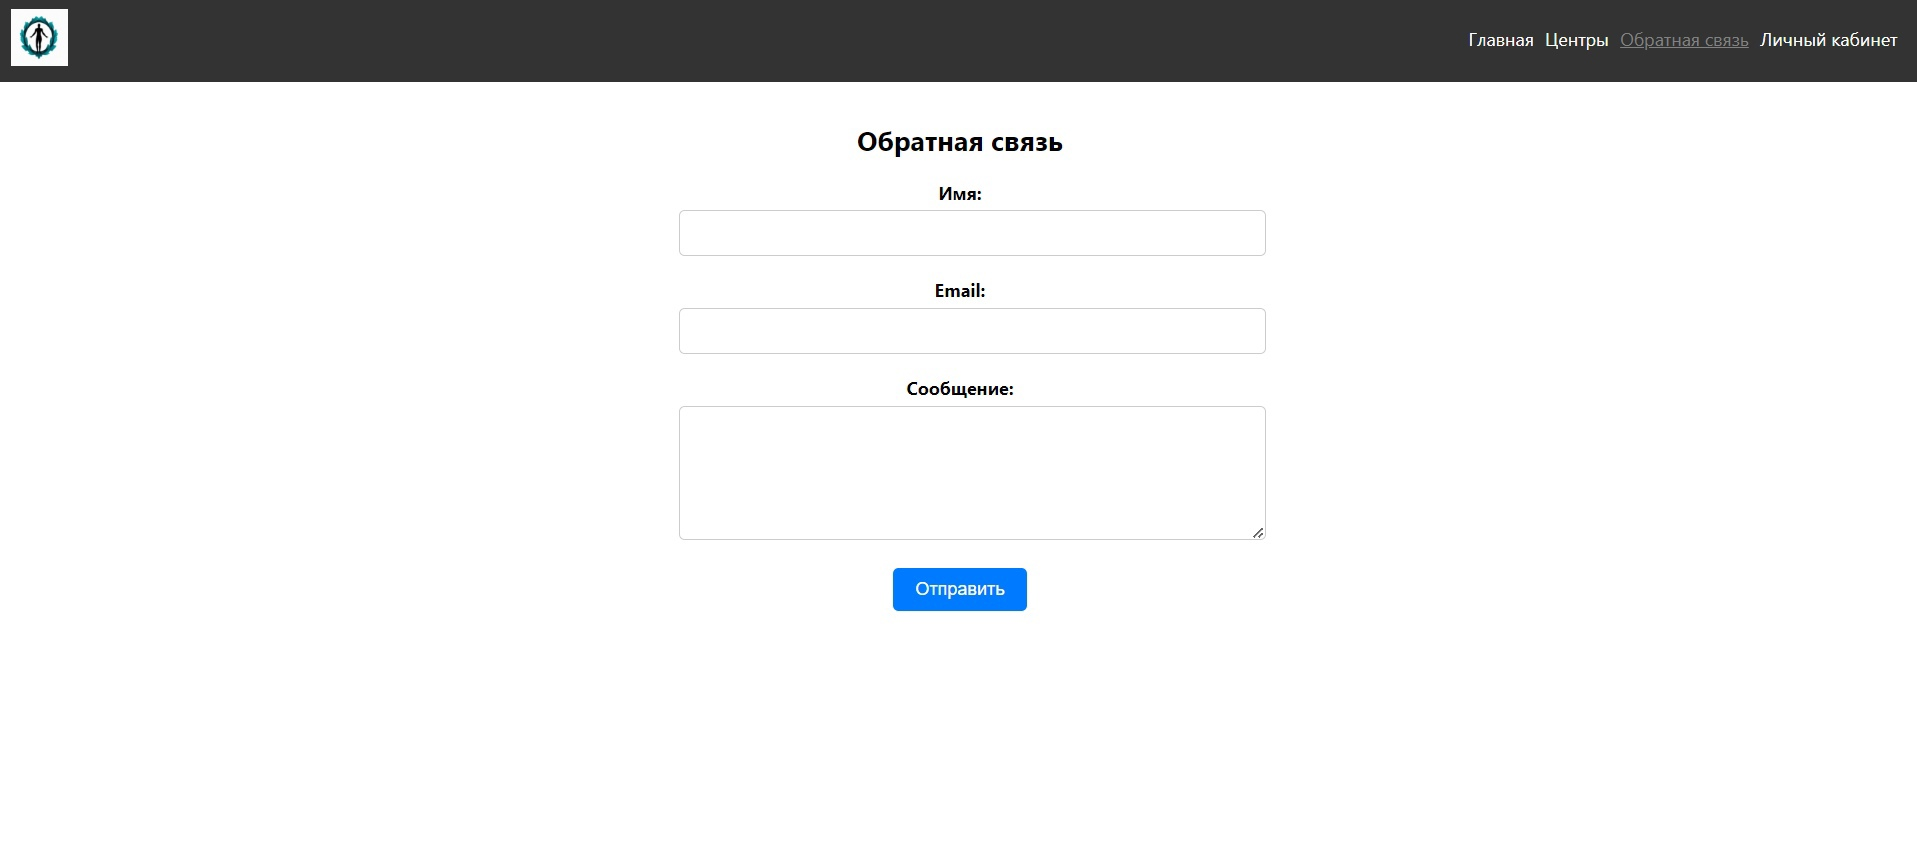 Главная Центры Обратная связь Личный кабинет
Обратная связь
Имя:
Email:
Сообщение:
Отправить